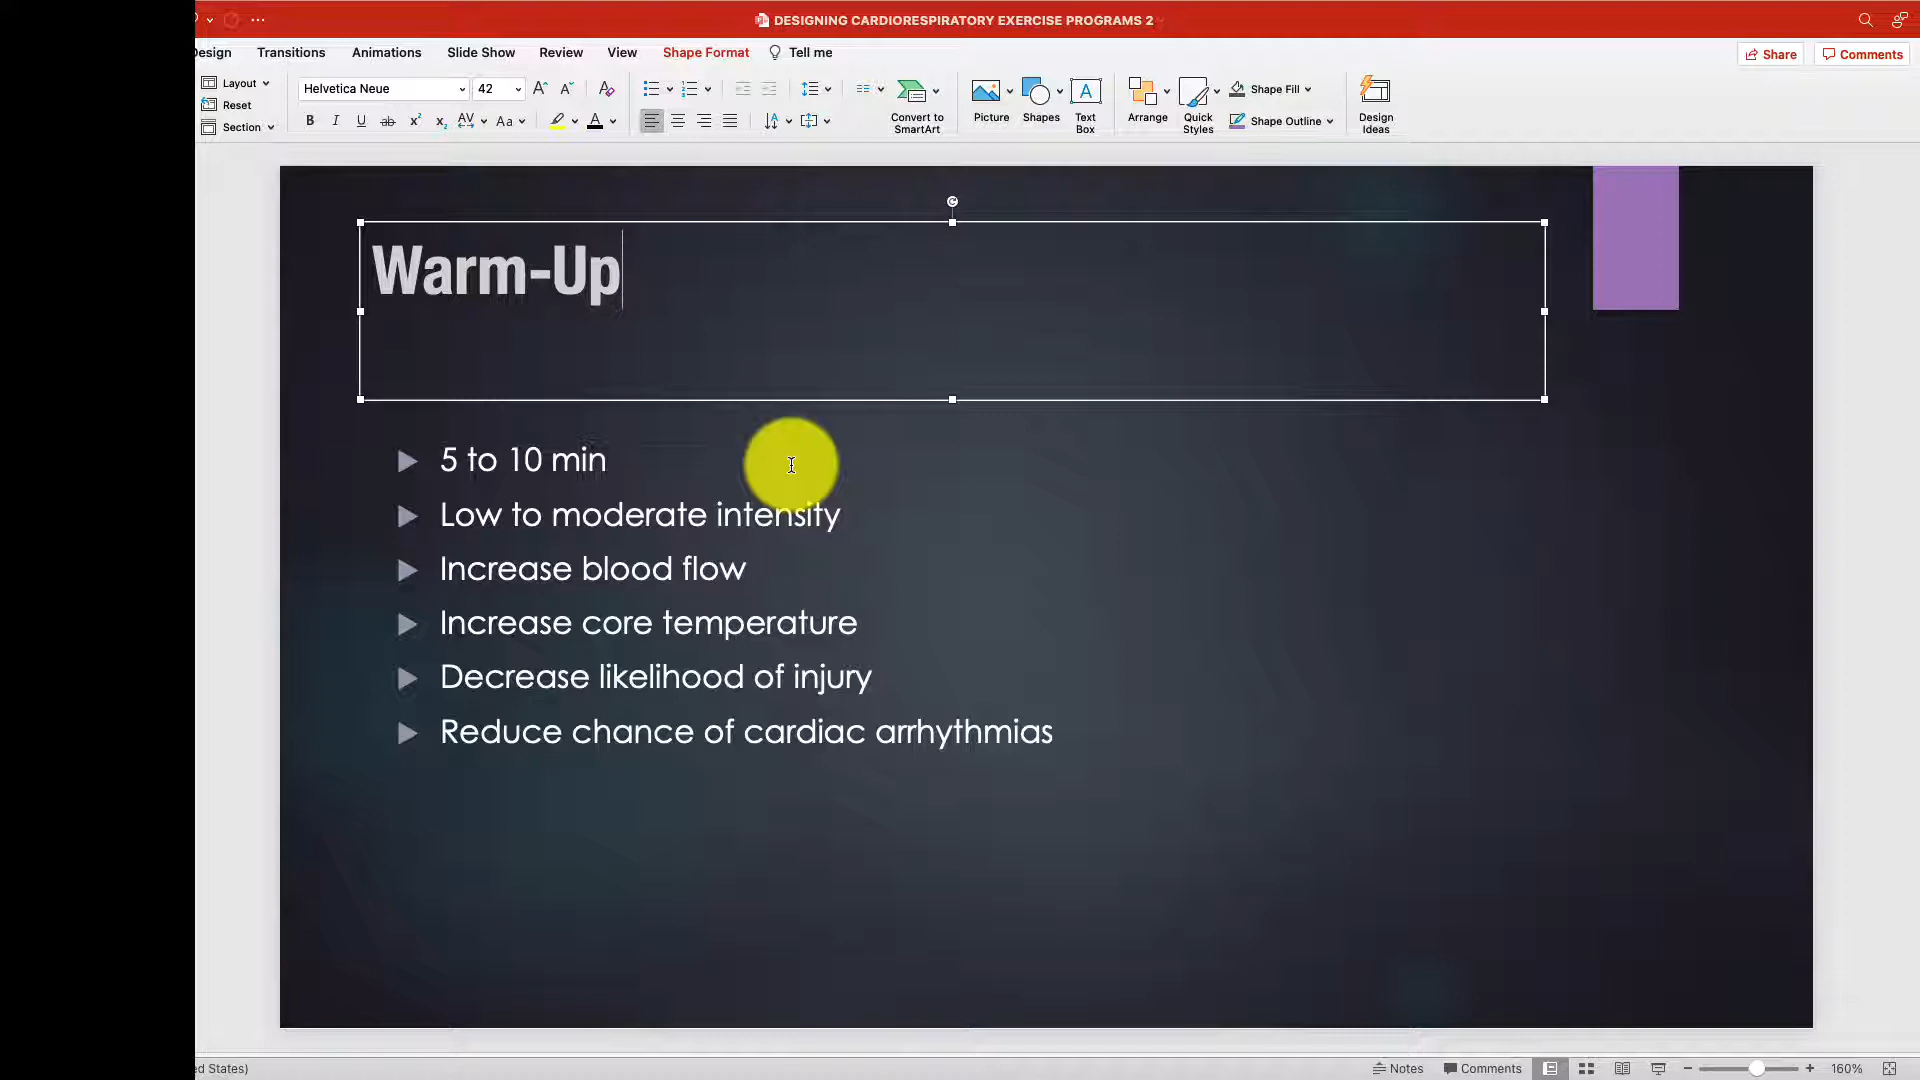 DESIGNING CARDIORESPIRATORY EXERCISE PROGRAMS 2
Design Transitions Animations Slide Show Review View Shape Format Tell me Share Comments
Layout Helvetica Neue 42 Shape Fill
Reset
Section
Convert to SmartArt
Picture Shapes Text Box
Arrange Quick Styles Shape Outline Design Ideas
Warm-Up
5 to 10 min
Low to moderate intensity
Increase blood flow
Increase core temperature
Decrease likelihood of injury
Reduce chance of cardiac arrhythmias
ed States) Notes Comments 160%